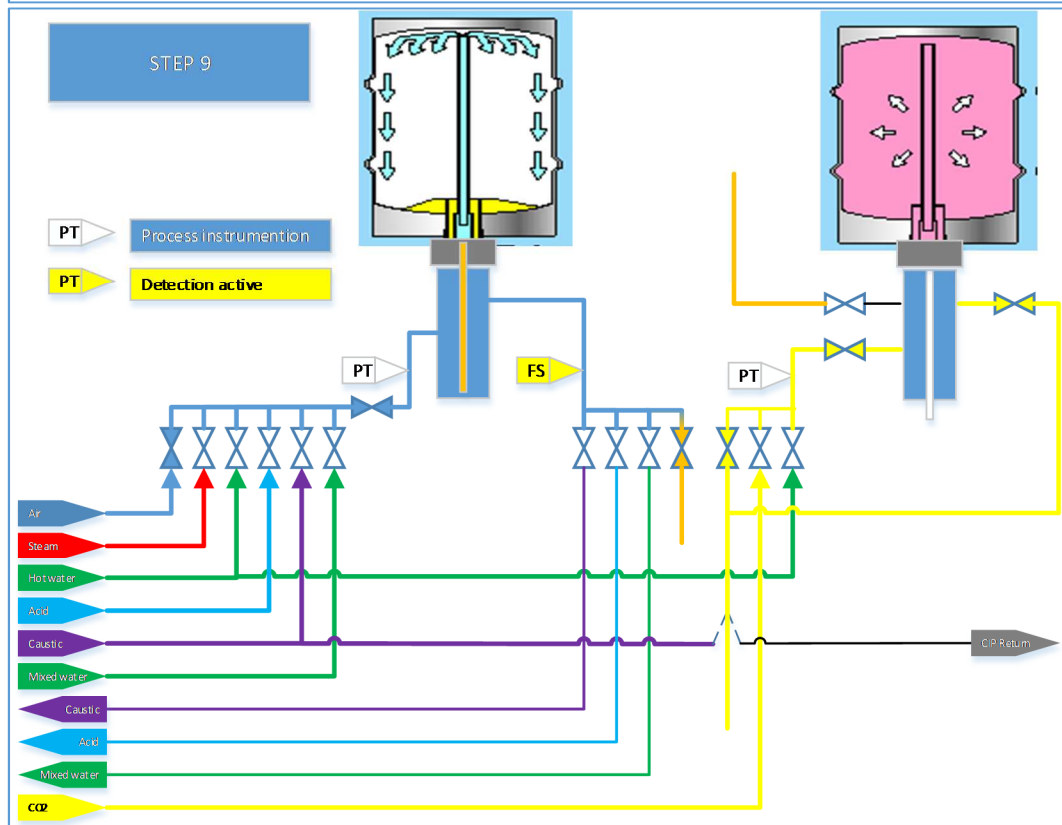 STEP 9
PT
Process instrumention
PT
Detection active
PT
FS
PT
Air
Steam
Hot water
Acid
Caustic
CIP Return
Mixed water
Caustic
Acid
Mixed water
CO2